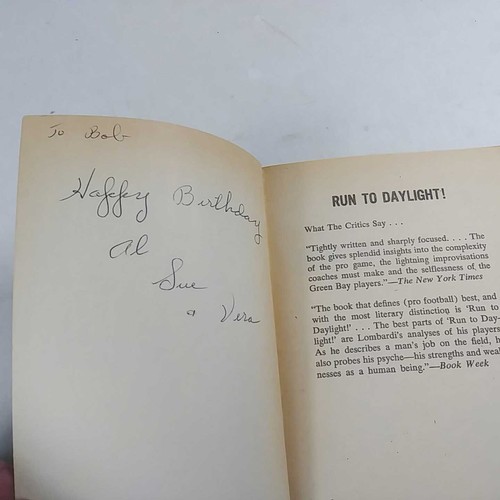 To Bob
Happy Birthday
Al
Sue
& Vera
RUN TO DAYLIGHT!
What The Critics Say . . .
"Tightly written and sharply focused. . . . The
book gives splendid insights into the complexity
of the pro game, the lightning improvisations
coaches must make and the selflessness of the
Green Bay players."—The New York Times
"The book that defines (pro football) best, and
with the most literary distinction is 'Run to
Daylight!' . . . The best parts of 'Run to Day-
light!' are Lombardi's analyses of his players.
As he describes a man's job on the field, h
also probes his psyche—his strengths and weak
nesses as a human being."—Book Week